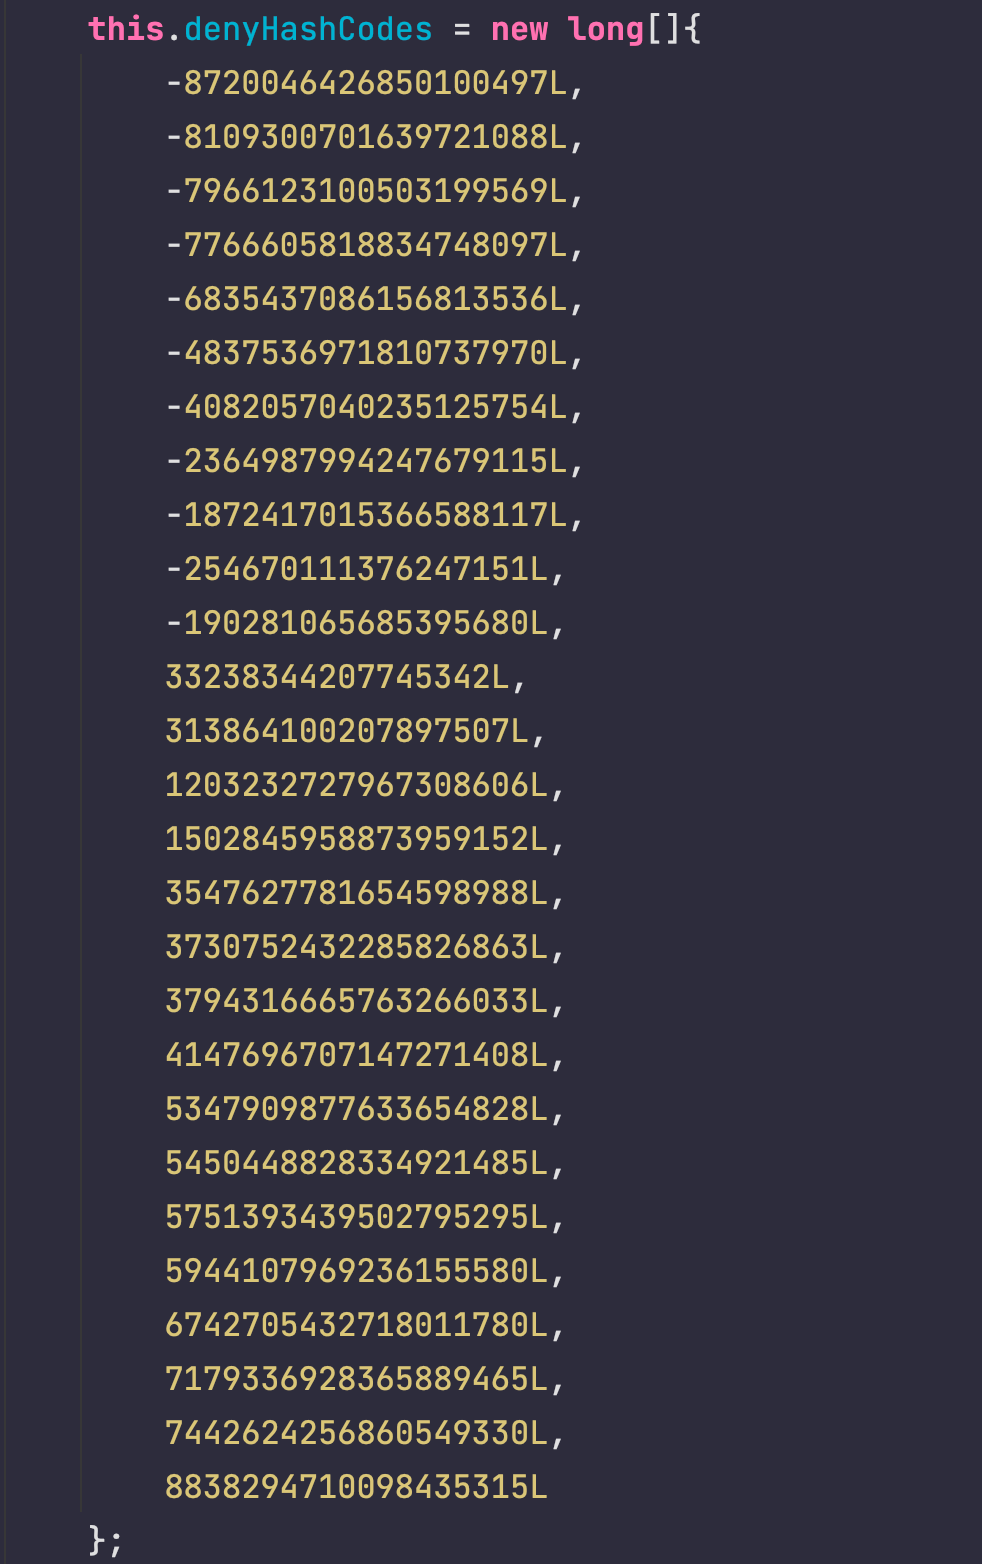 this.denyHashCodes = new long[]{
-8720046426850100497L,
-8109300701639721088L,
-7966123100503199569L,
-7766605818834748097L,
-6835437086156813536L,
-4837536971810737970L,
-4082057040235125754L,
-2364987994247679115L,
-1872417015366588117L,
-254670111376247151L,
-190281065685395680L,
33238344207745342L,
313864100207897507L,
1203232727967308606L,
1502845958873959152L,
3547627781654598988L,
3730752432285826863L,
3794316665763266033L,
4147696707147271408L,
5347909877633654828L,
5450448828334921485L,
5751393439502795295L,
5944107969236155580L,
6742705432718011780L,
7179336928365889465L,
7442624256860549330L,
8838294710098435315L
};